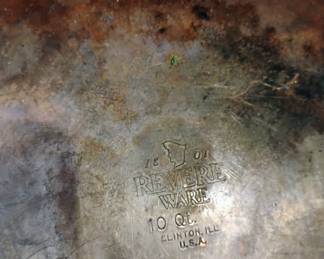 18 01
REVERE
WARE
10 Qt.
CLINTON, ILL
U.S.A.